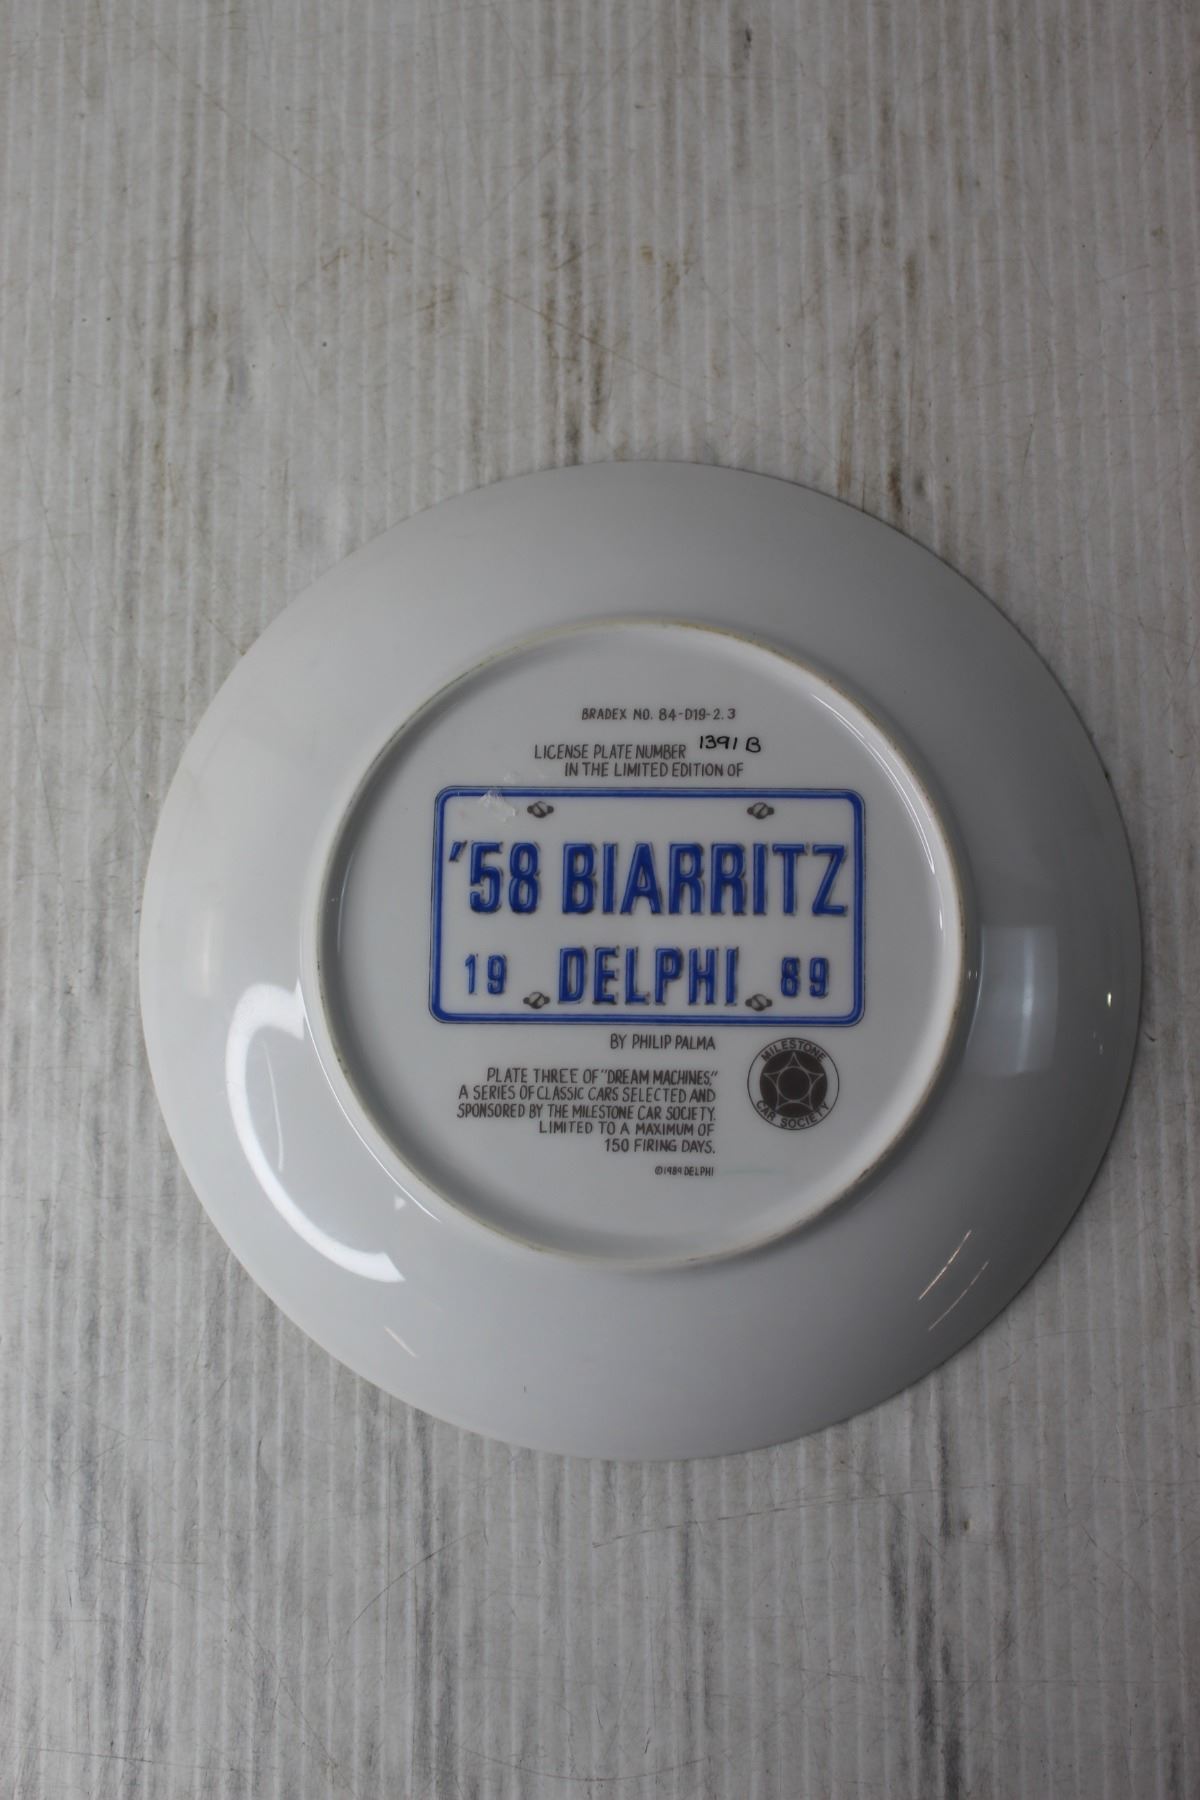 BRADEX NO. 84-D19-2.3
LICENSE PLATE NUMBER 1391 B
IN THE LIMITED EDITION OF
'58 BIARRITZ
19 DELPHI 89
BY PHILIP PALMA
PLATE THREE OF "DREAM MACHINES,"
A SERIES OF CLASSIC CARS SELECTED AND
SPONSORED BY THE MILESTONE CAR SOCIETY.
LIMITED TO A MAXIMUM OF
150 FIRING DAYS.
©1989 DELPHI
MILESTONE
CAR SOCIETY